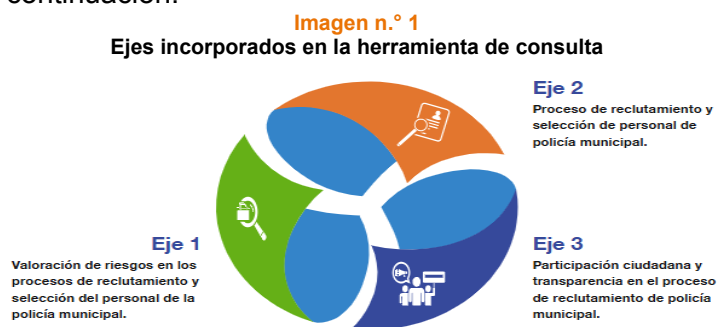 continuación.
Imagen n.° 1
Ejes incorporados en la herramienta de consulta
Eje 2
Proceso de reclutamiento y
selección de personal de
policía municipal.
Eje 1
Valoración de riesgos en los
procesos de reclutamiento y
selección del personal de la
policía municipal.
Eje 3
Participación ciudadana y
transparencia en el proceso
de reclutamiento de policía
municipal.